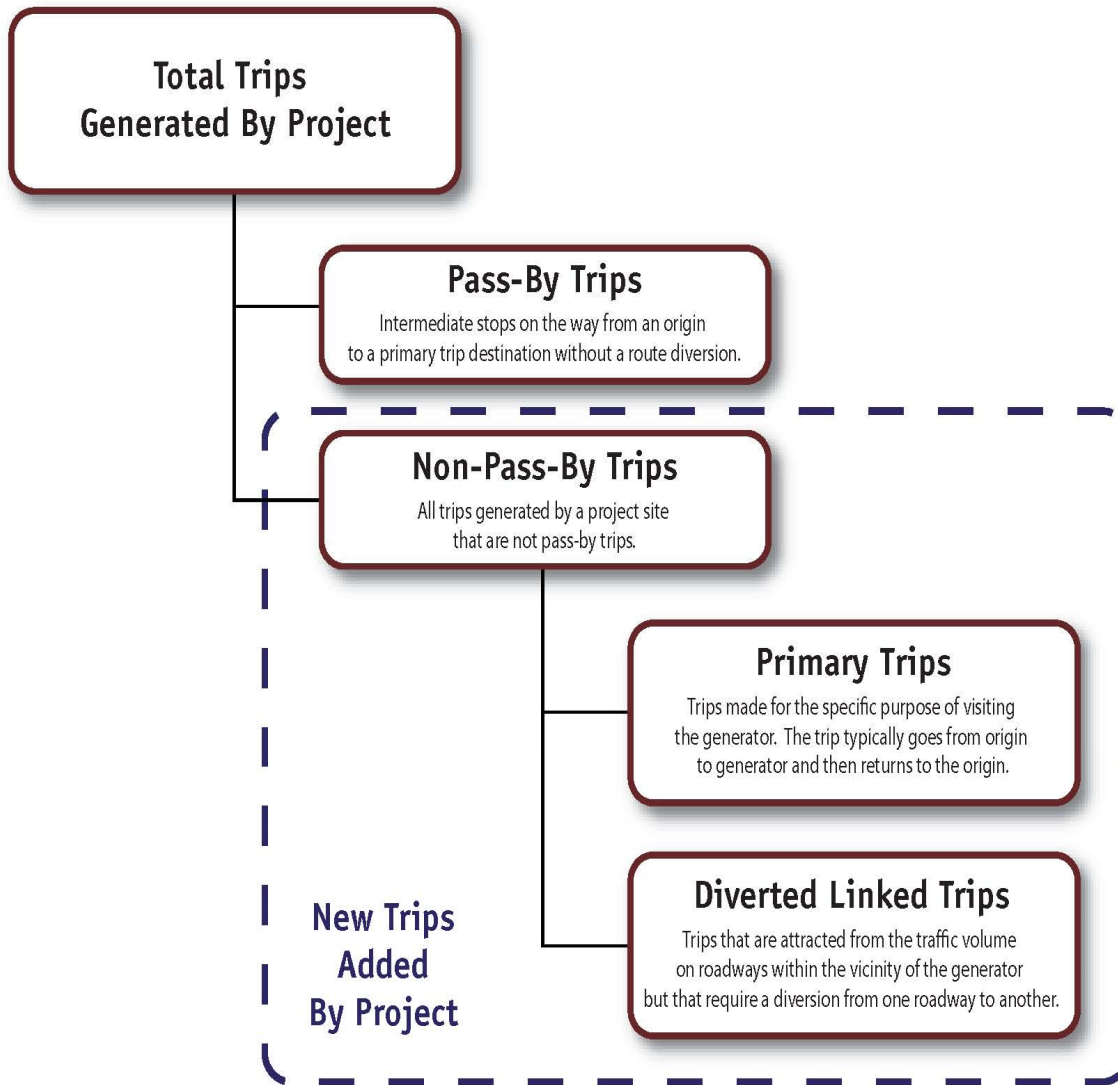 Total Trips
Generated By Project
Pass-By Trips
Intermediate stops on the way from an origin
to a primary trip destination without a route diversion.
Non-Pass-By Trips
All trips generated by a project site
that are not pass-by trips.
Primary Trips
Trips made for the specific purpose of visiting
the generator. The trip typically goes from origin
to generator and then returns to the origin.
Diverted Linked Trips
Trips that are attracted from the traffic volume
on roadways within the vicinity of the generator
but that require a diversion from one roadway to another.
New Trips
Added
By Project